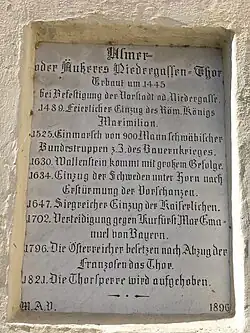 Ulmer-
oder Äußeres Niedergassen-Thor
Erbaut um 1445
bei Befestigung der Vorstadt od. Niedergasse.
1489. Feierlicher Einzug des Röm. Königs
Maximilian.
1525. Einmarsch von 900 Mann schwäbischer
Bundestruppen z. Z. des Bauernkrieges.
1630. Wallenstein kommt mit großem Gefolge.
1634. Einzug der Schweden unter Horn nach
Erstürmung der Vorschanzen.
1647. Siegreicher Einzug der Kaiserlichen.
1702. Verteidigung gegen Kurfürst Max Ema-
nuel von Bayern.
1796. Die Österreicher besetzen nach Abzug der
Franzosen das Thor.
1821. Die Thorsperre wird aufgehoben.
M.A.V. 1896